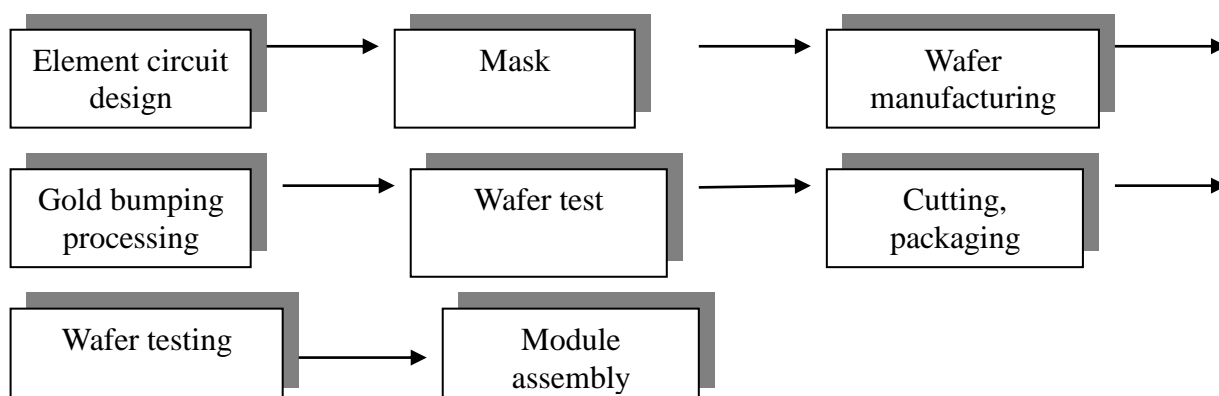 Element circuit
design
Mask
Wafer
manufacturing
Gold bumping
processing
Wafer test
Cutting,
packaging
Wafer testing
Module
assembly